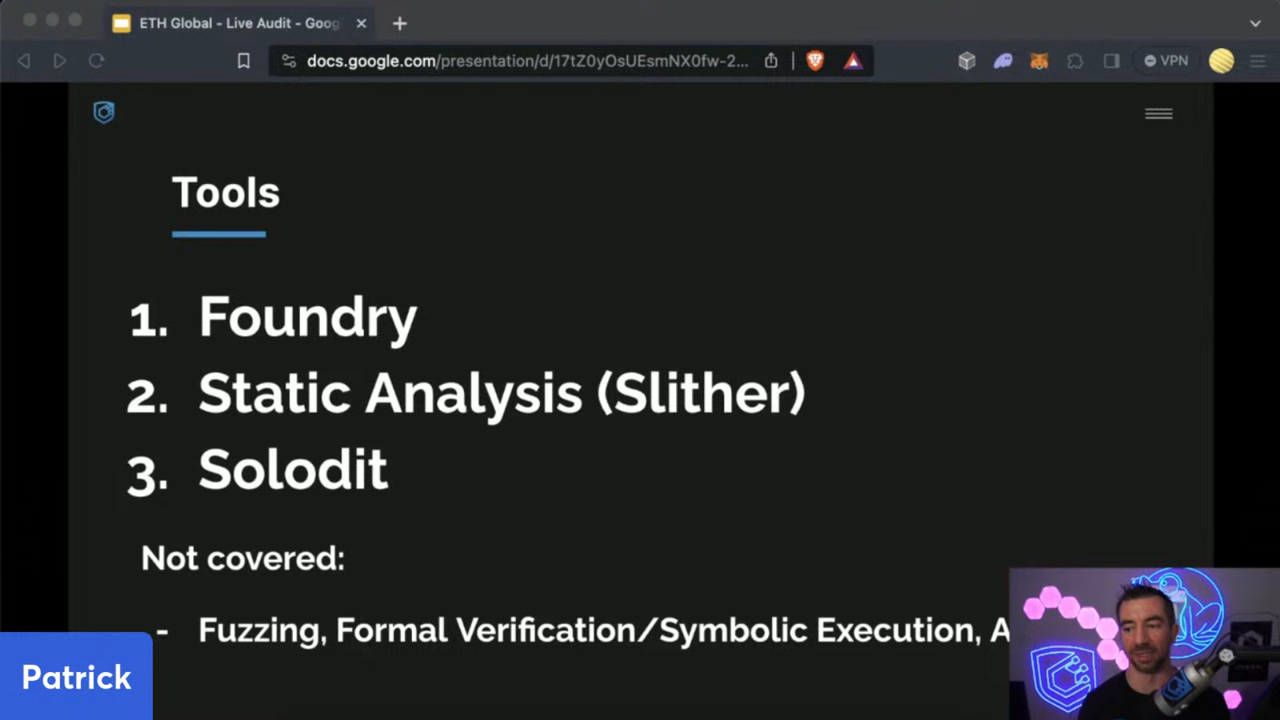 ETH Global - Live Audit - Goog
docs.google.com/presentation/d/17tZ0yOsUEsmNX0fw-2...
VPN
Tools
1. Foundry
2. Static Analysis (Slither)
3. Solodit
Not covered:
- Fuzzing, Formal Verification/Symbolic Execution, A
Patrick